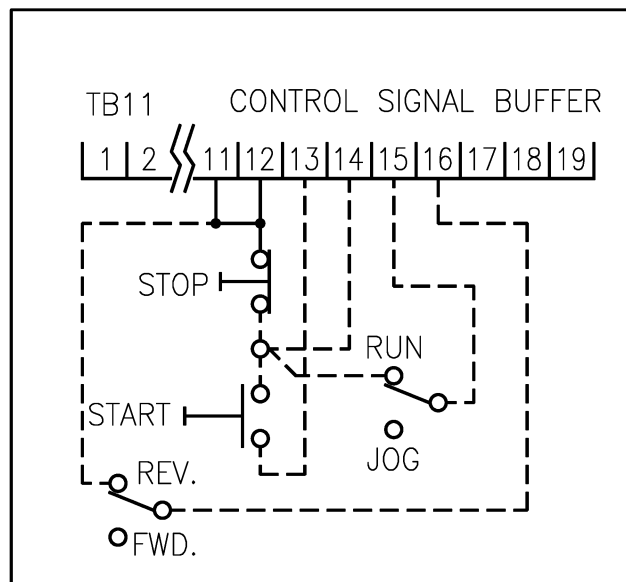 TB11 CONTROL SIGNAL BUFFER
1 2 11 12 13 14 15 16 17 18 19
STOP
RUN
START
JOG
REV.
FWD.